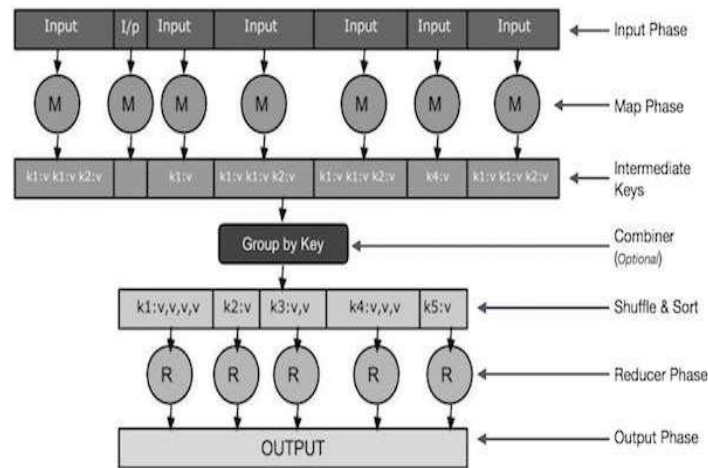 Input I/p Input Input Input Input Input Input Phase
M M M M M M M Map Phase
k1:v k1:v k2:v k1:v k1:v k1:v k2:v k1:v k1:v k2:v k4:v k1:v k1:v k2:v Intermediate
Keys
Group by Key Combiner
(Optional)
k1:v,v,v,v k2:v k3:v,v k4:v,v,v k5:v Shuffle & Sort
R R R R R Reducer Phase
OUTPUT Output Phase